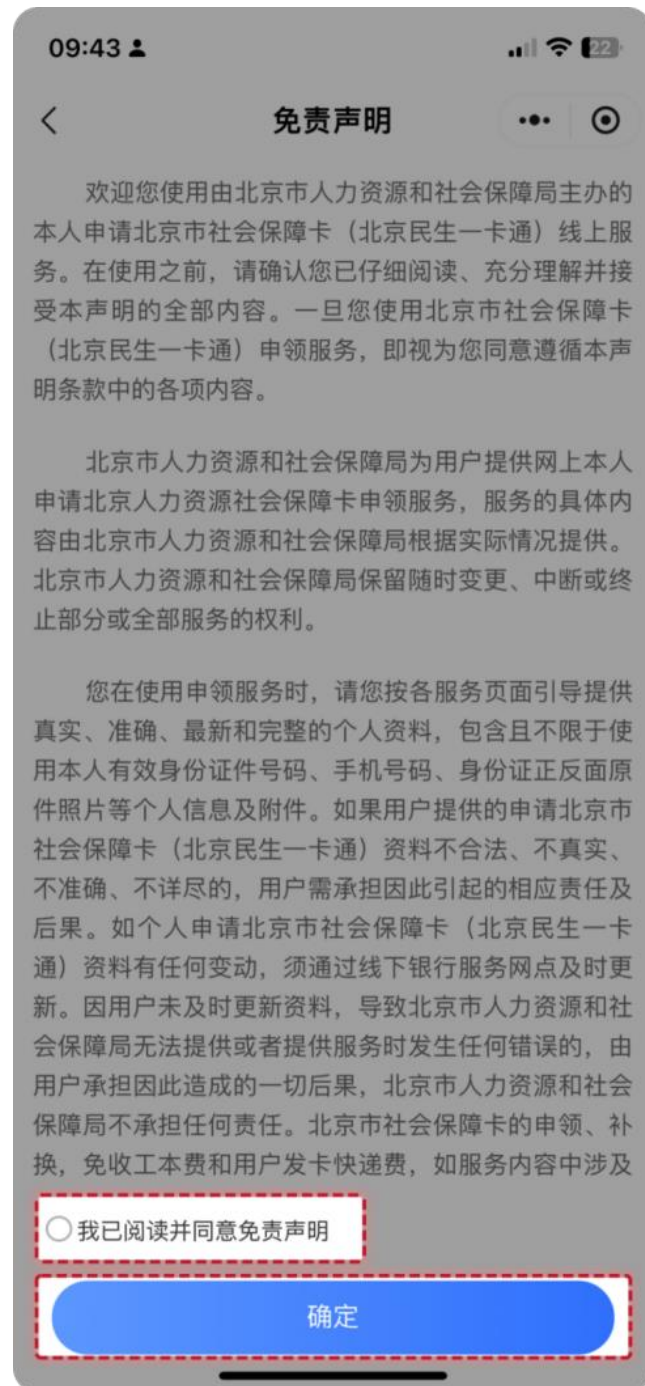 09:43
22
免责声明
欢迎您使用由北京市人力资源和社会保障局主办的
本人申请北京市社会保障卡（北京民生一卡通）线上服
务。在使用之前，请确认您已仔细阅读、充分理解并接
受本声明的全部内容。一旦您使用北京市社会保障卡
（北京民生一卡通）申领服务，即视为您同意遵循本声
明条款中的各项内容。
北京市人力资源和社会保障局为用户提供网上本人
申请北京人力资源社会保障卡申领服务，服务的具体内
容由北京市人力资源和社会保障局根据实际情况提供。
北京市人力资源和社会保障局保留随时变更、中断或终
止部分或全部服务的权利。
您在使用申领服务时，请您按各服务页面引导提供
真实、准确、最新和完整的个人资料，包含且不限于使
用本人有效身份证件号码、手机号码、身份证正反面原
件照片等个人信息及附件。如果用户提供的申请北京市
社会保障卡（北京民生一卡通）资料不合法、不真实、
不准确、不详尽的，用户需承担因此引起的相应责任及
后果。如个人申请北京市社会保障卡（北京民生一卡
通）资料有任何变动，须通过线下银行服务网点及时更
新。因用户未及时更新资料，导致北京市人力资源和社
会保障局无法提供或者提供服务时发生任何错误的，由
用户承担因此造成的一切后果，北京市人力资源和社会
保障局不承担任何责任。北京市社会保障卡的申领、补
换，免收工本费和用户发卡快递费，如服务内容中涉及
我已阅读并同意免责声明
确定